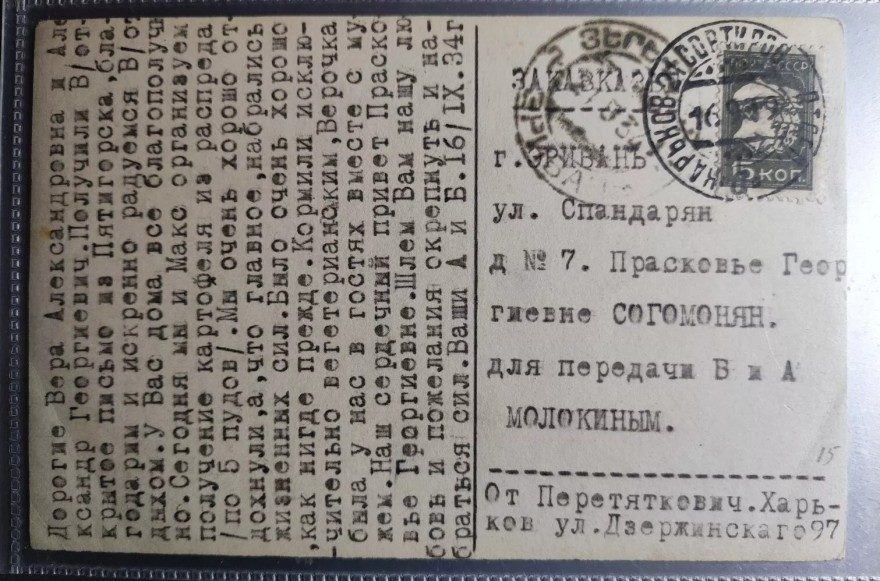 Дорогие Вера Александровна и Але
ксандр Георгиевич.Получили В/от-
крытое письмо из Пятигорска,бла-
годарим и искренно радуемся В/от
дыхом.У Вас дома все благополучн
но.Сегодня мы и Макс организуем
получение картофеля из распреда
/по 5 пудов/.Мы очень хорошо от-
дохнули,а,что главное,набрались
жизненных сил.Было очень хорошо
,как нигде прежде.Кормили исклю-
чительно вегетерианским,Верочка
была у нас в гостях вместе с му-
жем.Наш сердечный привет Праско
вье Георгиевне.Шлем Вам нашу лю
бовь и пожелания окрепнуть и на-
браться сил.Ваши А и Б.16/IX.34г
ЗАКАВКАЗ
г. ЭРИВАНЬ
ул. Спандарян
д № 7. Прасковье Геор
гиевне СОГОМОНЯН.
для передачи В и А
МОЛОКИНЫМ.
От Перетяткович.Харь-
ков ул.Дзержинскаго97
15
15 КОП.
ХАРЬКОВ
16